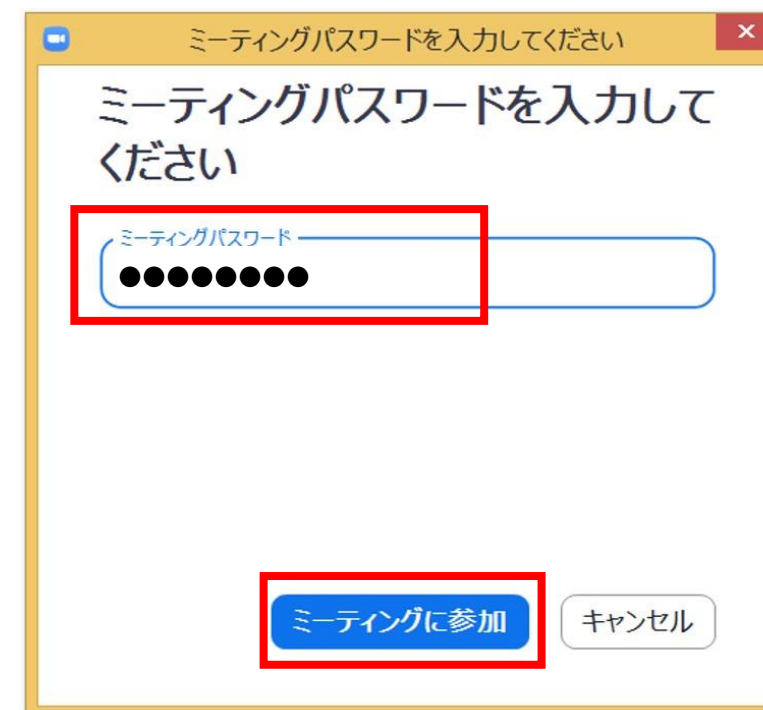 ミーティングパスワードを入力してください
ミーティングパスワードを入力して
ください
ミーティングパスワード
●●●●●●●●
ミーティングに参加
キャンセル